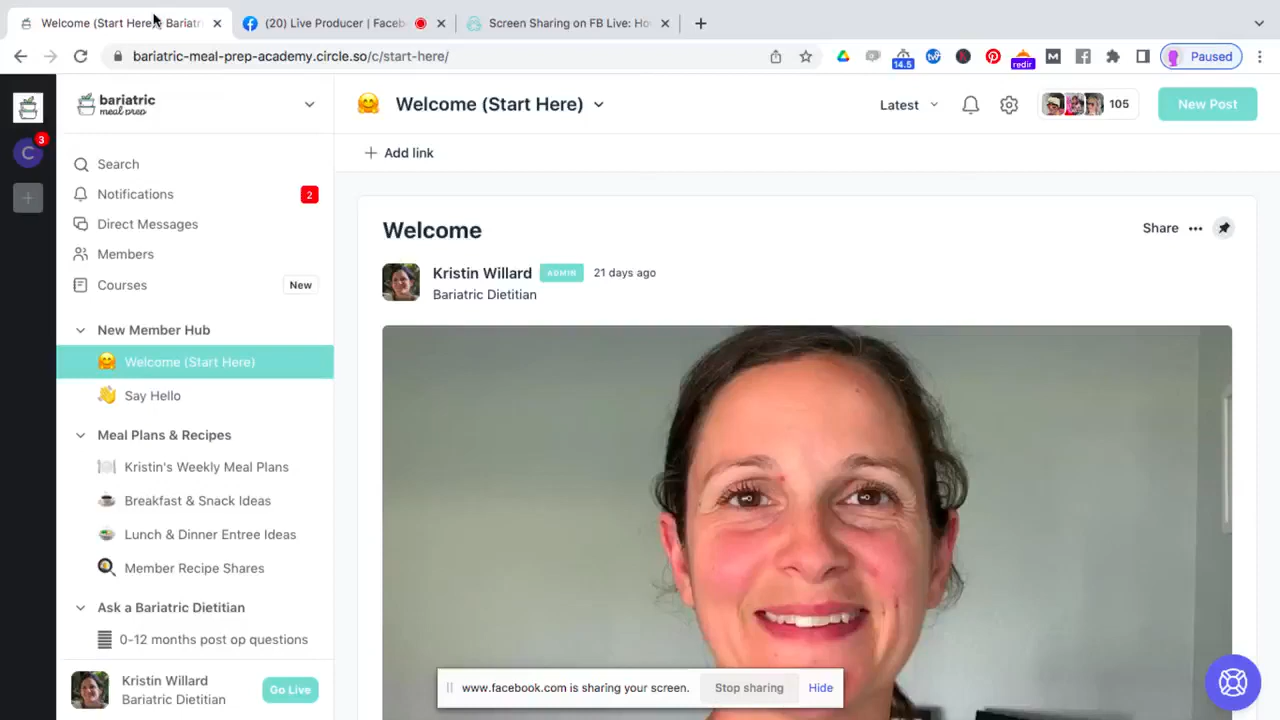 Welcome (Start Here) | Bariatr
(20) Live Producer | Faceb
Screen Sharing on FB Live: Ho
bariatric-meal-prep-academy.circle.so/c/start-here/
14.5
redir
Paused
bariatric
meal prep
Welcome (Start Here)
Latest
105
New Post
C
3
Add link
Search
Notifications
2
Direct Messages
Members
Courses
New
New Member Hub
Welcome (Start Here)
Say Hello
Meal Plans & Recipes
Kristin's Weekly Meal Plans
Breakfast & Snack Ideas
Lunch & Dinner Entree Ideas
Member Recipe Shares
Ask a Bariatric Dietitian
0-12 months post op questions
Kristin Willard
Bariatric Dietitian
Go Live
Welcome
Share
Kristin Willard
ADMIN
21 days ago
Bariatric Dietitian
www.facebook.com is sharing your screen.
Stop sharing
Hide